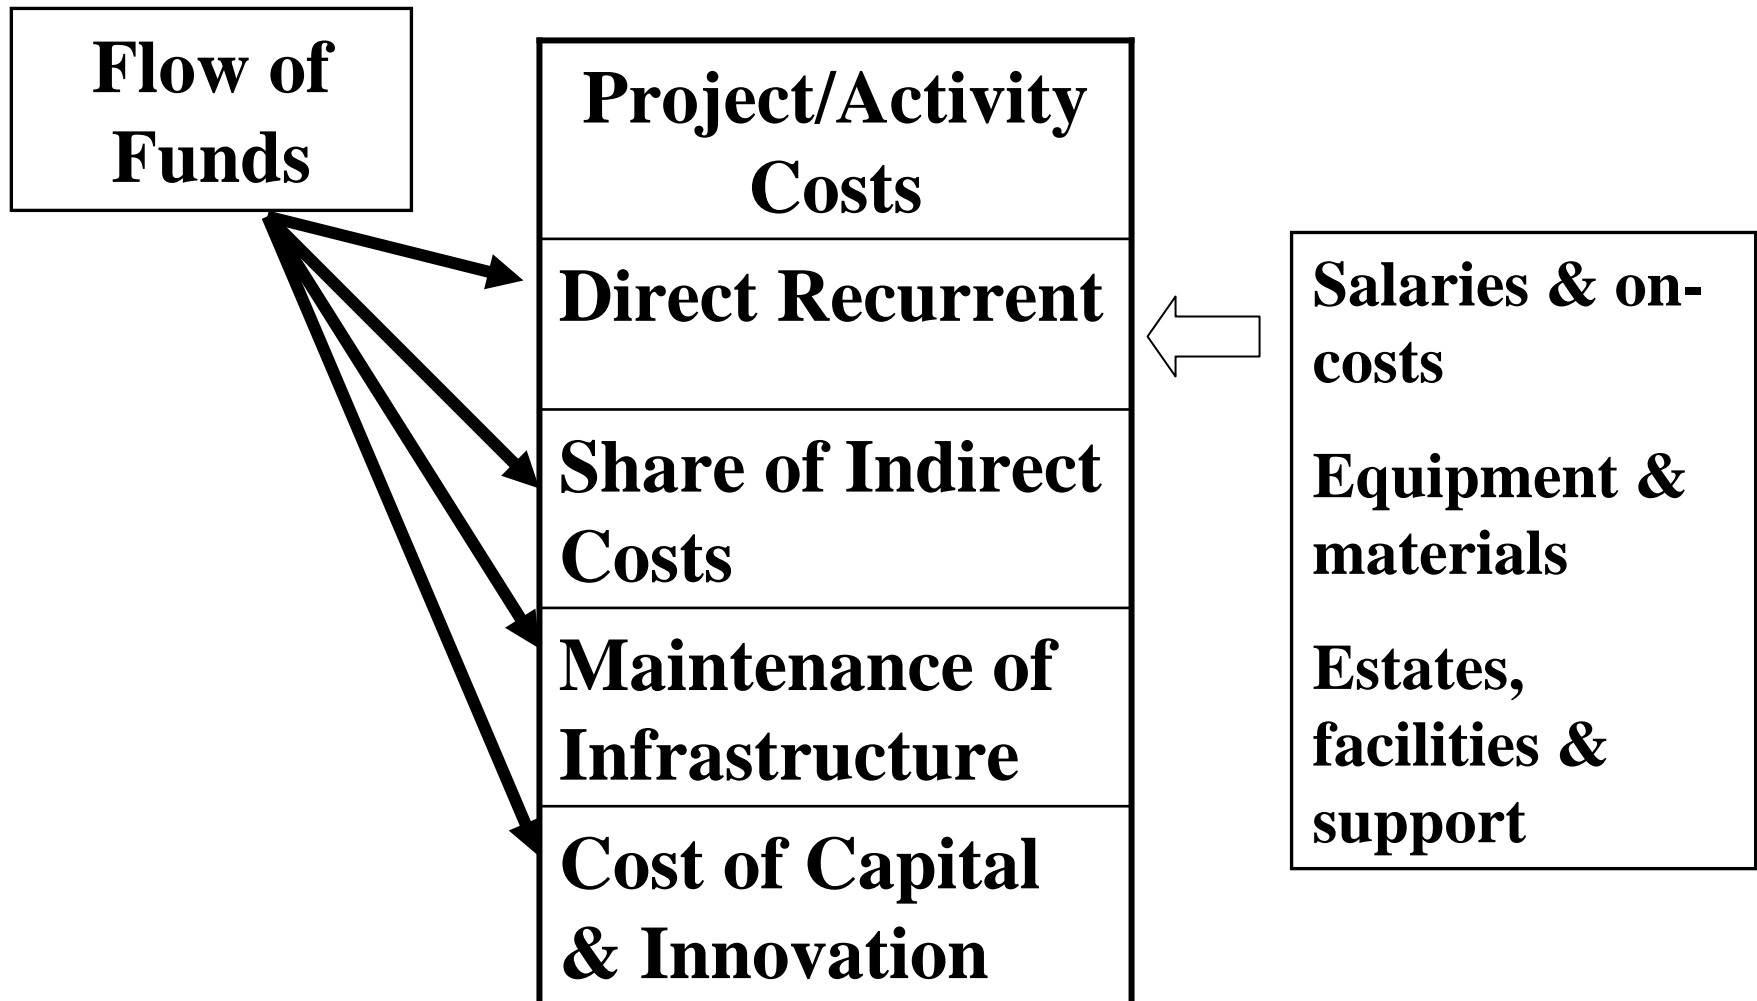 Flow of
Funds
Project/Activity
Costs
Direct Recurrent
Share of Indirect
Costs
Maintenance of
Infrastructure
Cost of Capital
& Innovation
Salaries & on-
costs
Equipment &
materials
Estates,
facilities &
support